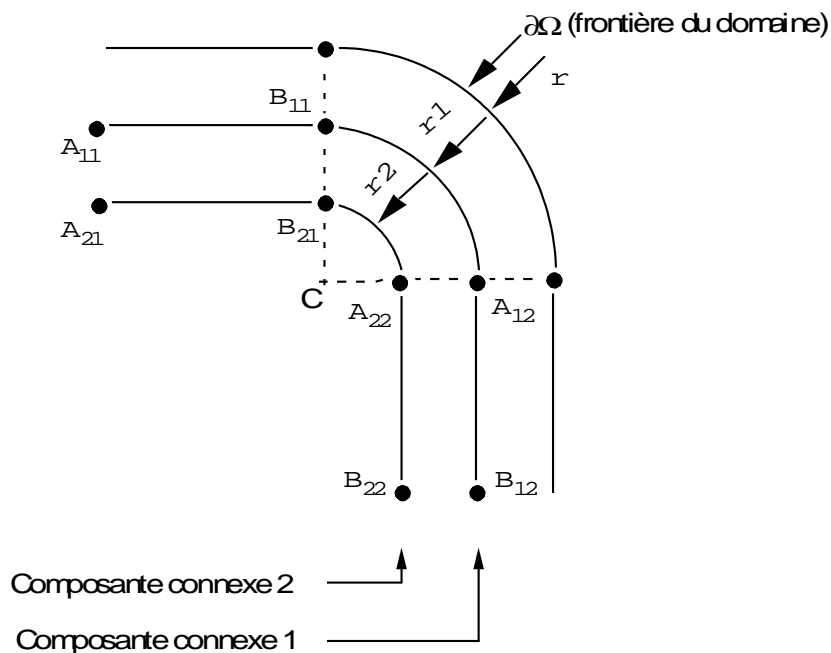 ∂Ω (frontière du domaine)
r
B11
r1
A11
r2
A21
B21
C
A22
A12
B22
B12
Composante connexe 2
Composante connexe 1